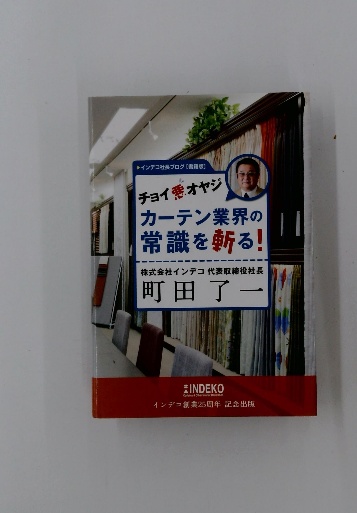 ▶インデコ社長ブログ【書籍版】
チョイ悪オヤジ
カーテン業界の
常識を斬る!
株式会社インデコ 代表取締役社長
町田了一
INDEKO
インデコ創業25周年 記念出版